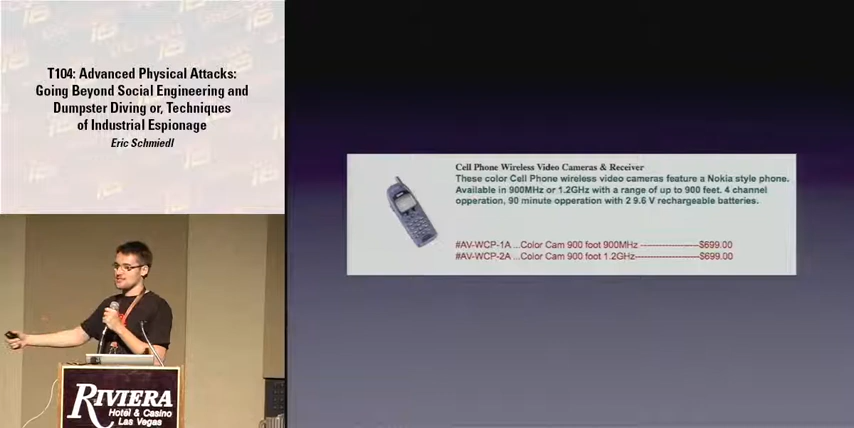 T104: Advanced Physical Attacks:
Going Beyond Social Engineering and
Dumpster Diving or, Techniques
of Industrial Espionage
Eric Schmiedl
Cell Phone Wireless Video Cameras & Receiver
These color Cell Phone wireless video cameras feature a Nokia style phone.
Available in 900MHz or 1.2GHz with a range of up to 900 feet. 4 channel
opperation, 90 minute opperation with 2 9.6 V rechargeable batteries.
#AV-WCP-1A ...Color Cam 900 foot 900MHz --------------------$699.00
#AV-WCP-2A ...Color Cam 900 foot 1.2GHz----------------------$699.00
RIVIERA
Hotel & Casino
Las Vegas